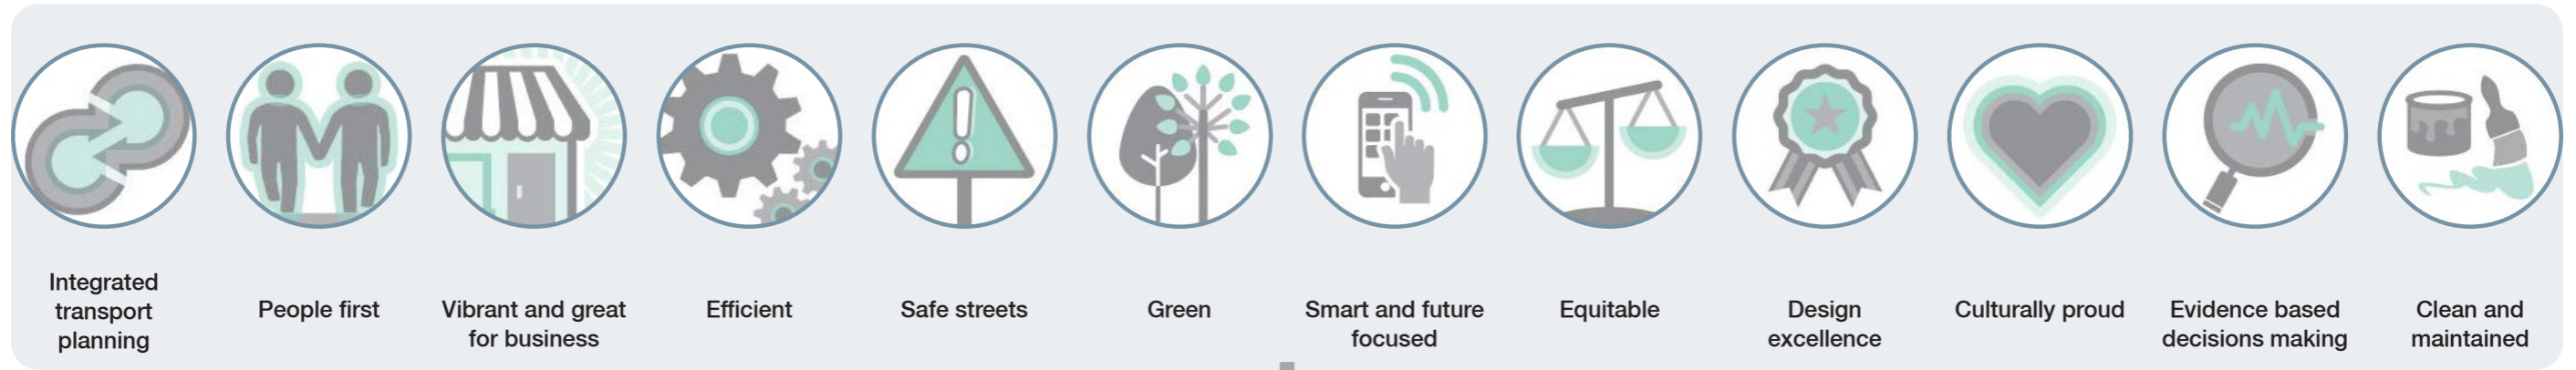 Integrated
transport
planning
People first
Vibrant and great
for business
Efficient
Safe streets
Green
Smart and future
focused
Equitable
Design
excellence
Culturally proud
Evidence based
decisions making
Clean and
maintained